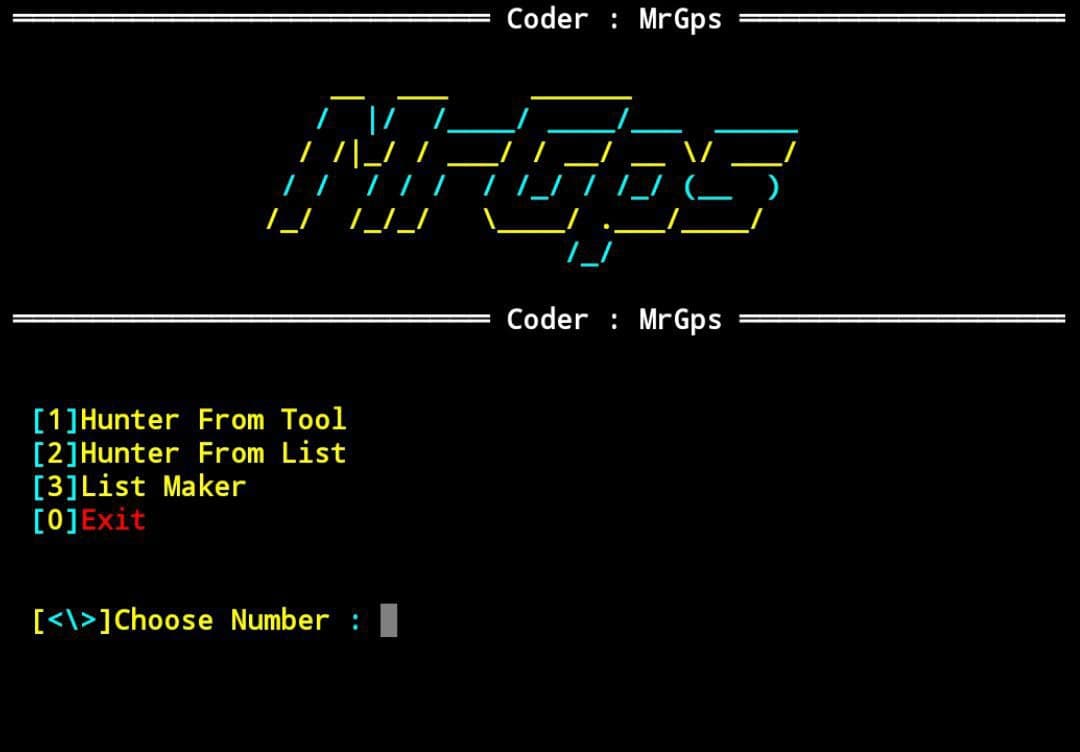 Coder : MrGps
MrGps
Coder : MrGps
[1]Hunter From Tool
[2]Hunter From List
[3]List Maker
[0]Exit
[<\>]Choose Number :